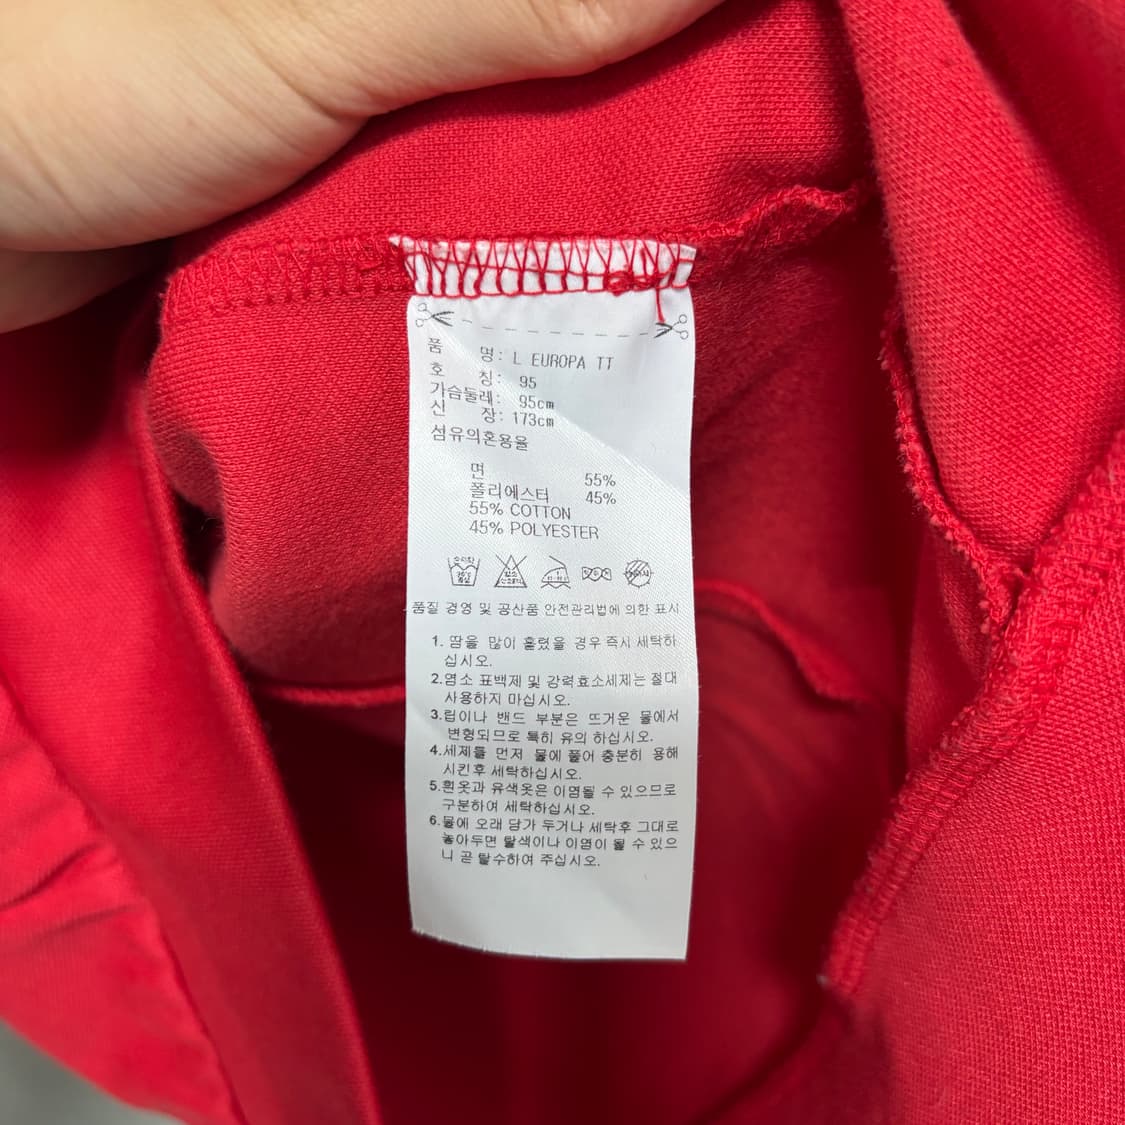 품 명: L EUROPA TT
호 칭: 95
가슴둘레: 95cm
신 장: 173cm
섬유의혼용율
면 55%
폴리에스터 45%
55% COTTON
45% POLYESTER
품질 경영 및 공산품 안전관리법에 의한 표시
1. 땀을 많이 흘렸을 경우 즉시 세탁하
십시오.
2.염소 표백제 및 강력효소세제는 절대
사용하지 마십시오.
3.립이나 밴드 부분은 뜨거운 물에서
변형되므로 특히 유의 하십시오.
4.세제를 먼저 물에 풀어 충분히 용해
시킨후 세탁하십시오.
5.흰옷과 유색옷은 이염될 수 있으므로
구분하여 세탁하십시오.
6.물에 오래 담가 두거나 세탁후 그대로
놓아두면 탈색이나 이염이 될 수 있으
니 곧 탈수하여 주십시오.